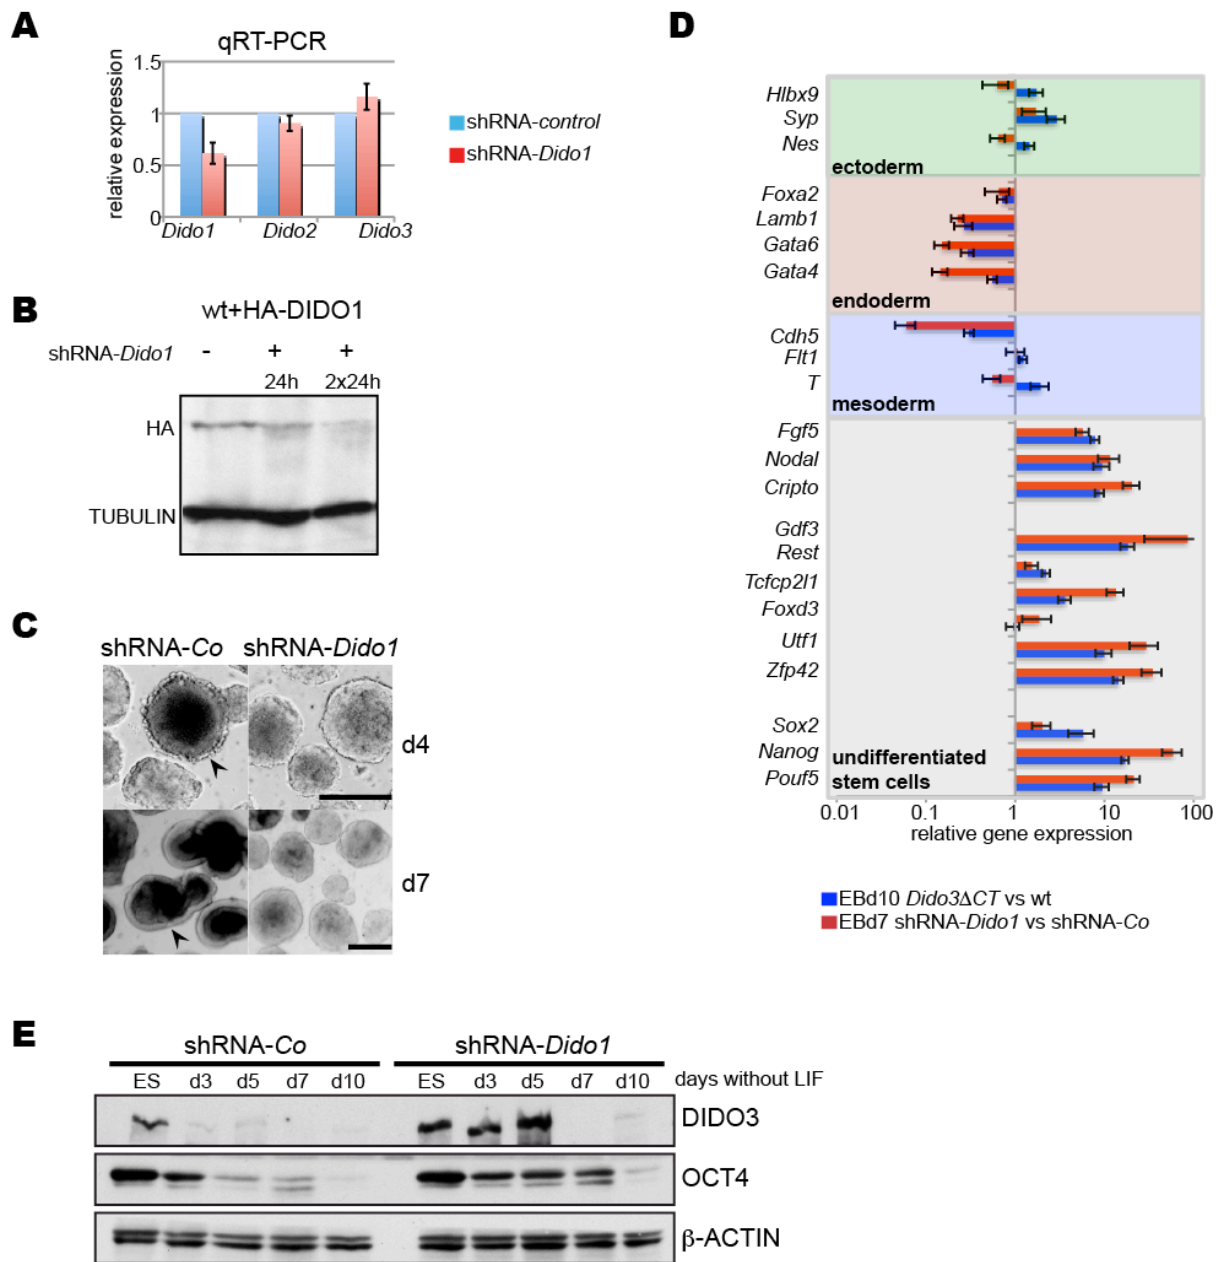 A
qRT-PCR
relative expression
1.5
1
0.5
0
Dido1 Dido2 Dido3
shRNA-control
shRNA-Dido1
B
wt+HA-DIDO1
shRNA-Dido1 - + +
24h 2x24h
HA
TUBULIN
C
shRNA-Co shRNA-Dido1
d4
d7
D
Hlbx9
Syp
Nes
ectoderm
Foxa2
Lamb1
Gata6
Gata4
endoderm
Cdh5
Flt1
T
mesoderm
Fgf5
Nodal
Cripto
Gdf3
Rest
Tcfcp2l1
Foxd3
Utf1
Zfp42
Sox2
Nanog
Pouf5
undifferentiated
stem cells
0.01 0.1 1 10 100
relative gene expression
EBd10 Dido3ΔCT vs wt
EBd7 shRNA-Dido1 vs shRNA-Co
E
shRNA-Co shRNA-Dido1
ES d3 d5 d7 d10 ES d3 d5 d7 d10 days without LIF
DIDO3
OCT4
β-ACTIN